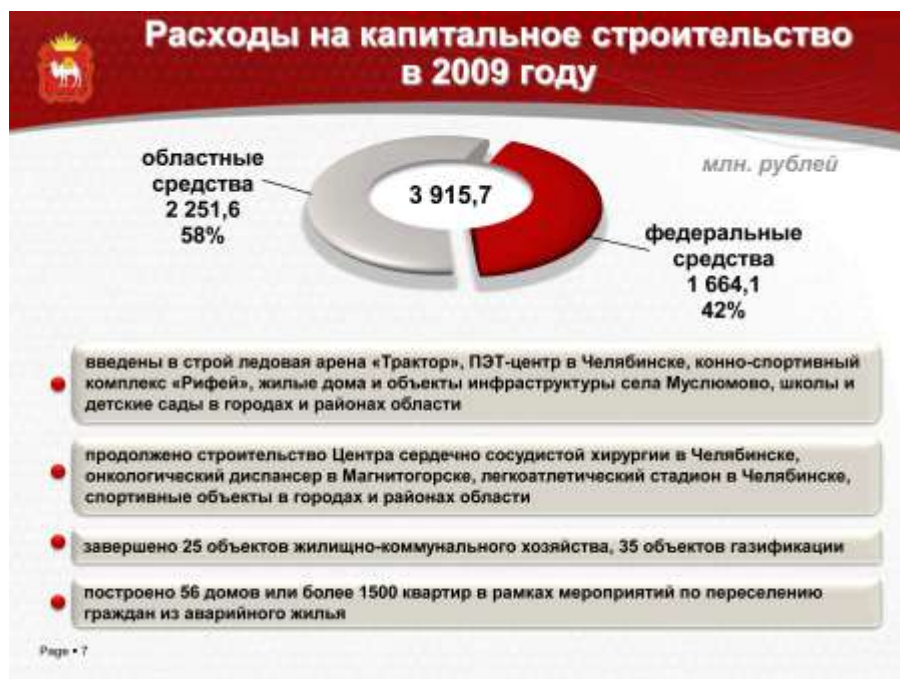 Расходы на капитальное строительство
в 2009 году
млн. рублей
областные
средства
2 251,6
58%
3 915,7
федеральные
средства
1 664,1
42%
введены в строй ледовая арена «Трактор», ПЭТ-центр в Челябинске, конно-спортивный
комплекс «Рифей», жилые дома и объекты инфраструктуры села Муслюмово, школы и
детские сады в городах и районах области
продолжено строительство Центра сердечно сосудистой хирургии в Челябинске,
онкологический диспансер в Магнитогорске, легкоатлетический стадион в Челябинске,
спортивные объекты в городах и районах области
завершено 25 объектов жилищно-коммунального хозяйства, 35 объектов газификации
построено 56 домов или более 1500 квартир в рамках мероприятий по переселению
граждан из аварийного жилья
Page ▪ 7